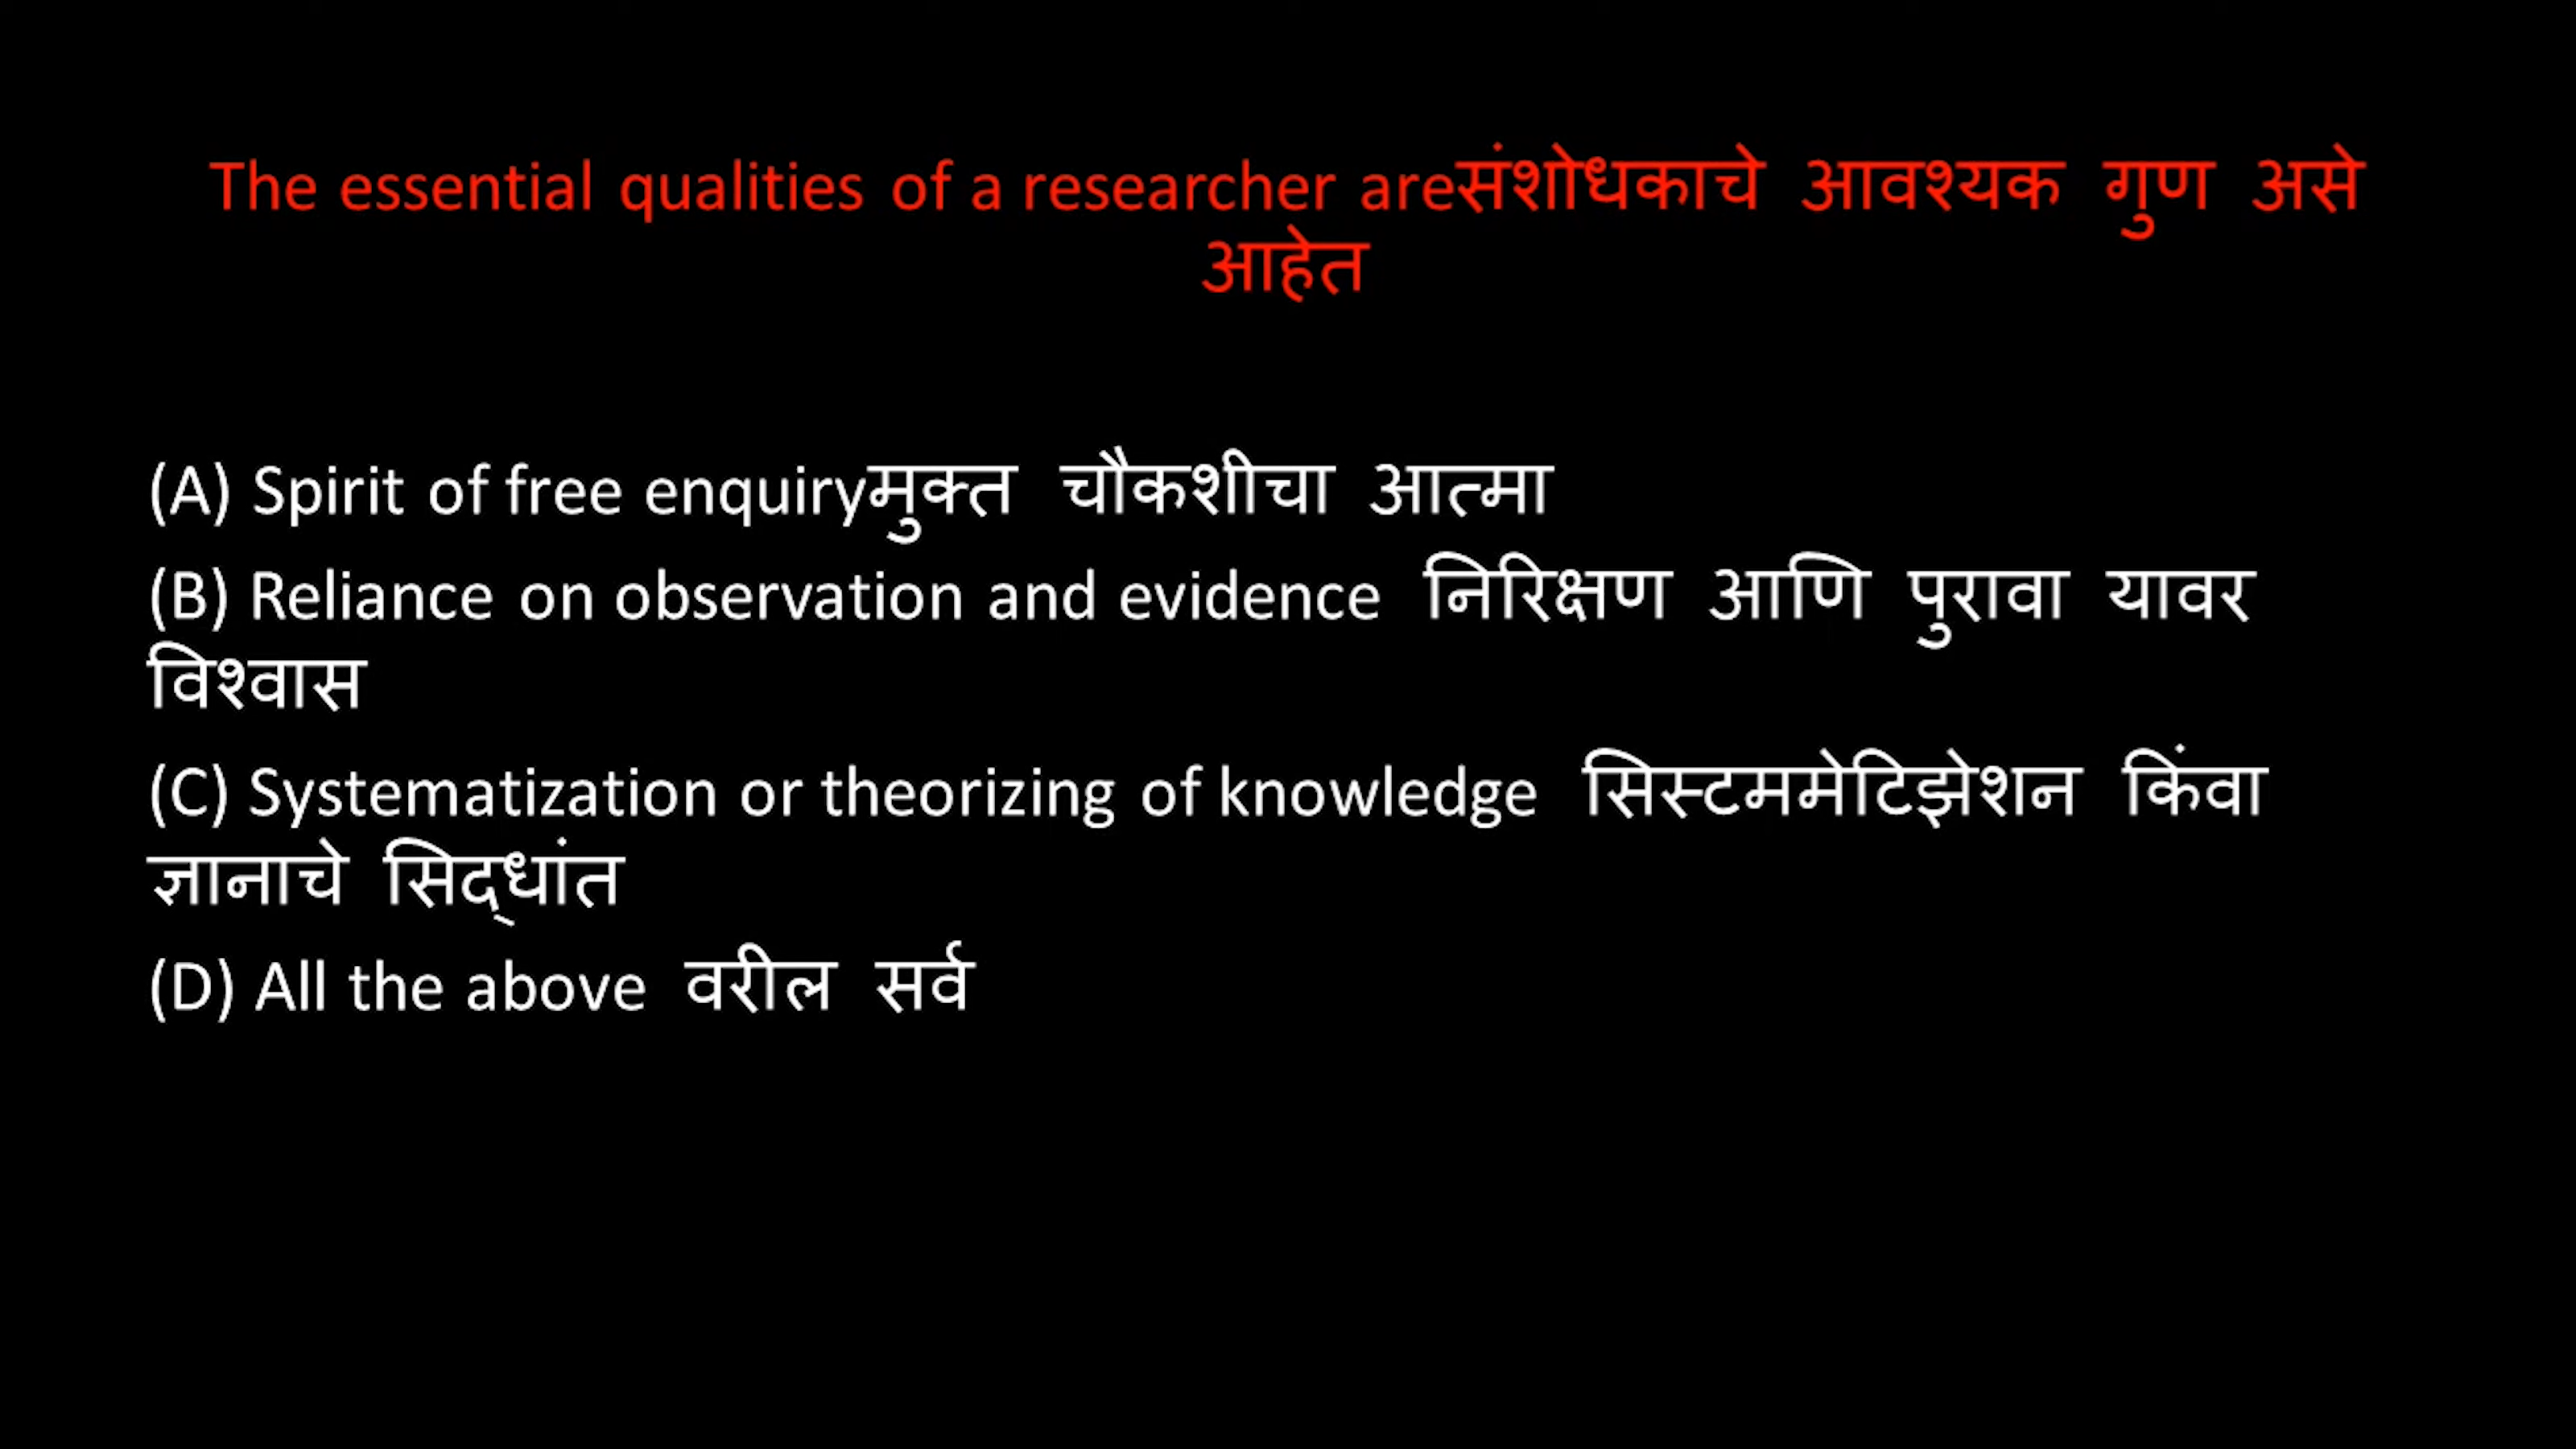 The essential qualities of a researcher areसंशोधकाचे आवश्यक गुण असे
आहेत
(A) Spirit of free enquiryमुक्त चौकशीचा आत्मा
(B) Reliance on observation and evidence निरिक्षण आणि पुरावा यावर
विश्वास
(C) Systematization or theorizing of knowledge सिस्टममेटिझेशन किंवा
ज्ञानाचे सिद्धांत
(D) All the above वरील सर्व